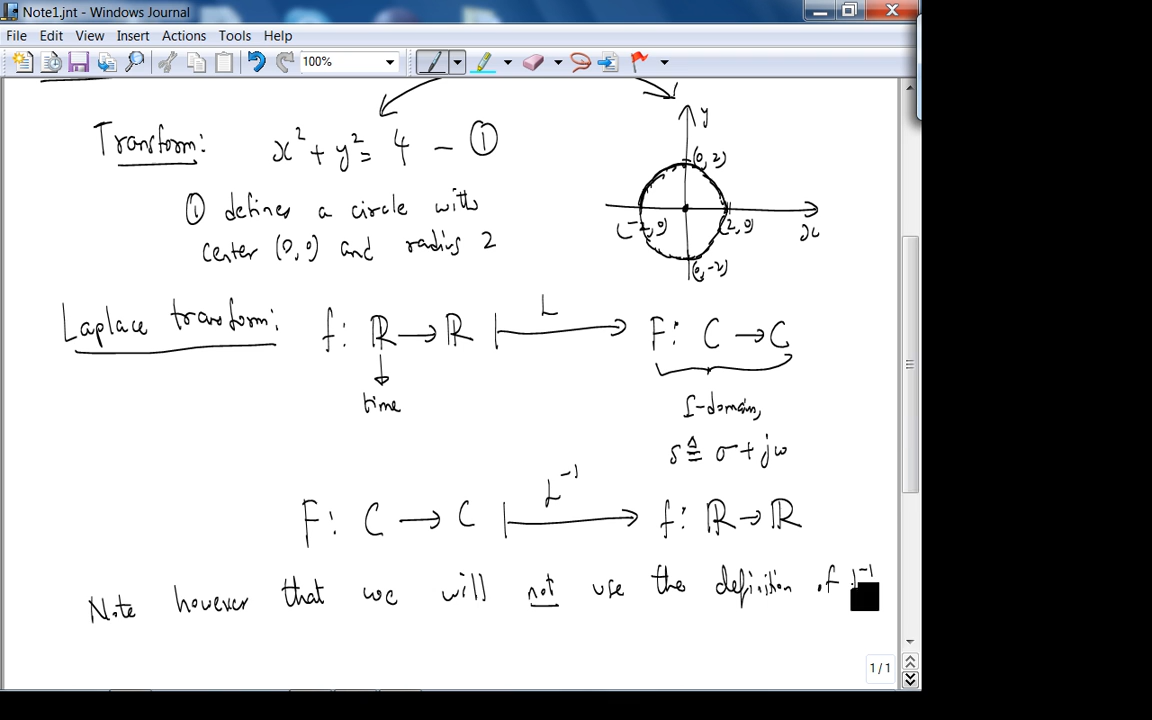 Note1.jnt - Windows Journal
File Edit View Insert Actions Tools Help
100%
Transform: x² + y² = 4 - ①
① defines a circle with
center (0, 0) and radius 2
y
(0, 2)
(-2, 0) (2, 0) x
(0, -2)
Laplace transform: f: ℝ → ℝ L F: C → C
time
s-domain,
s ≜ σ + jω
F: C → C L⁻¹ f: ℝ → ℝ
Note however that we will not use the definition of
1 / 1